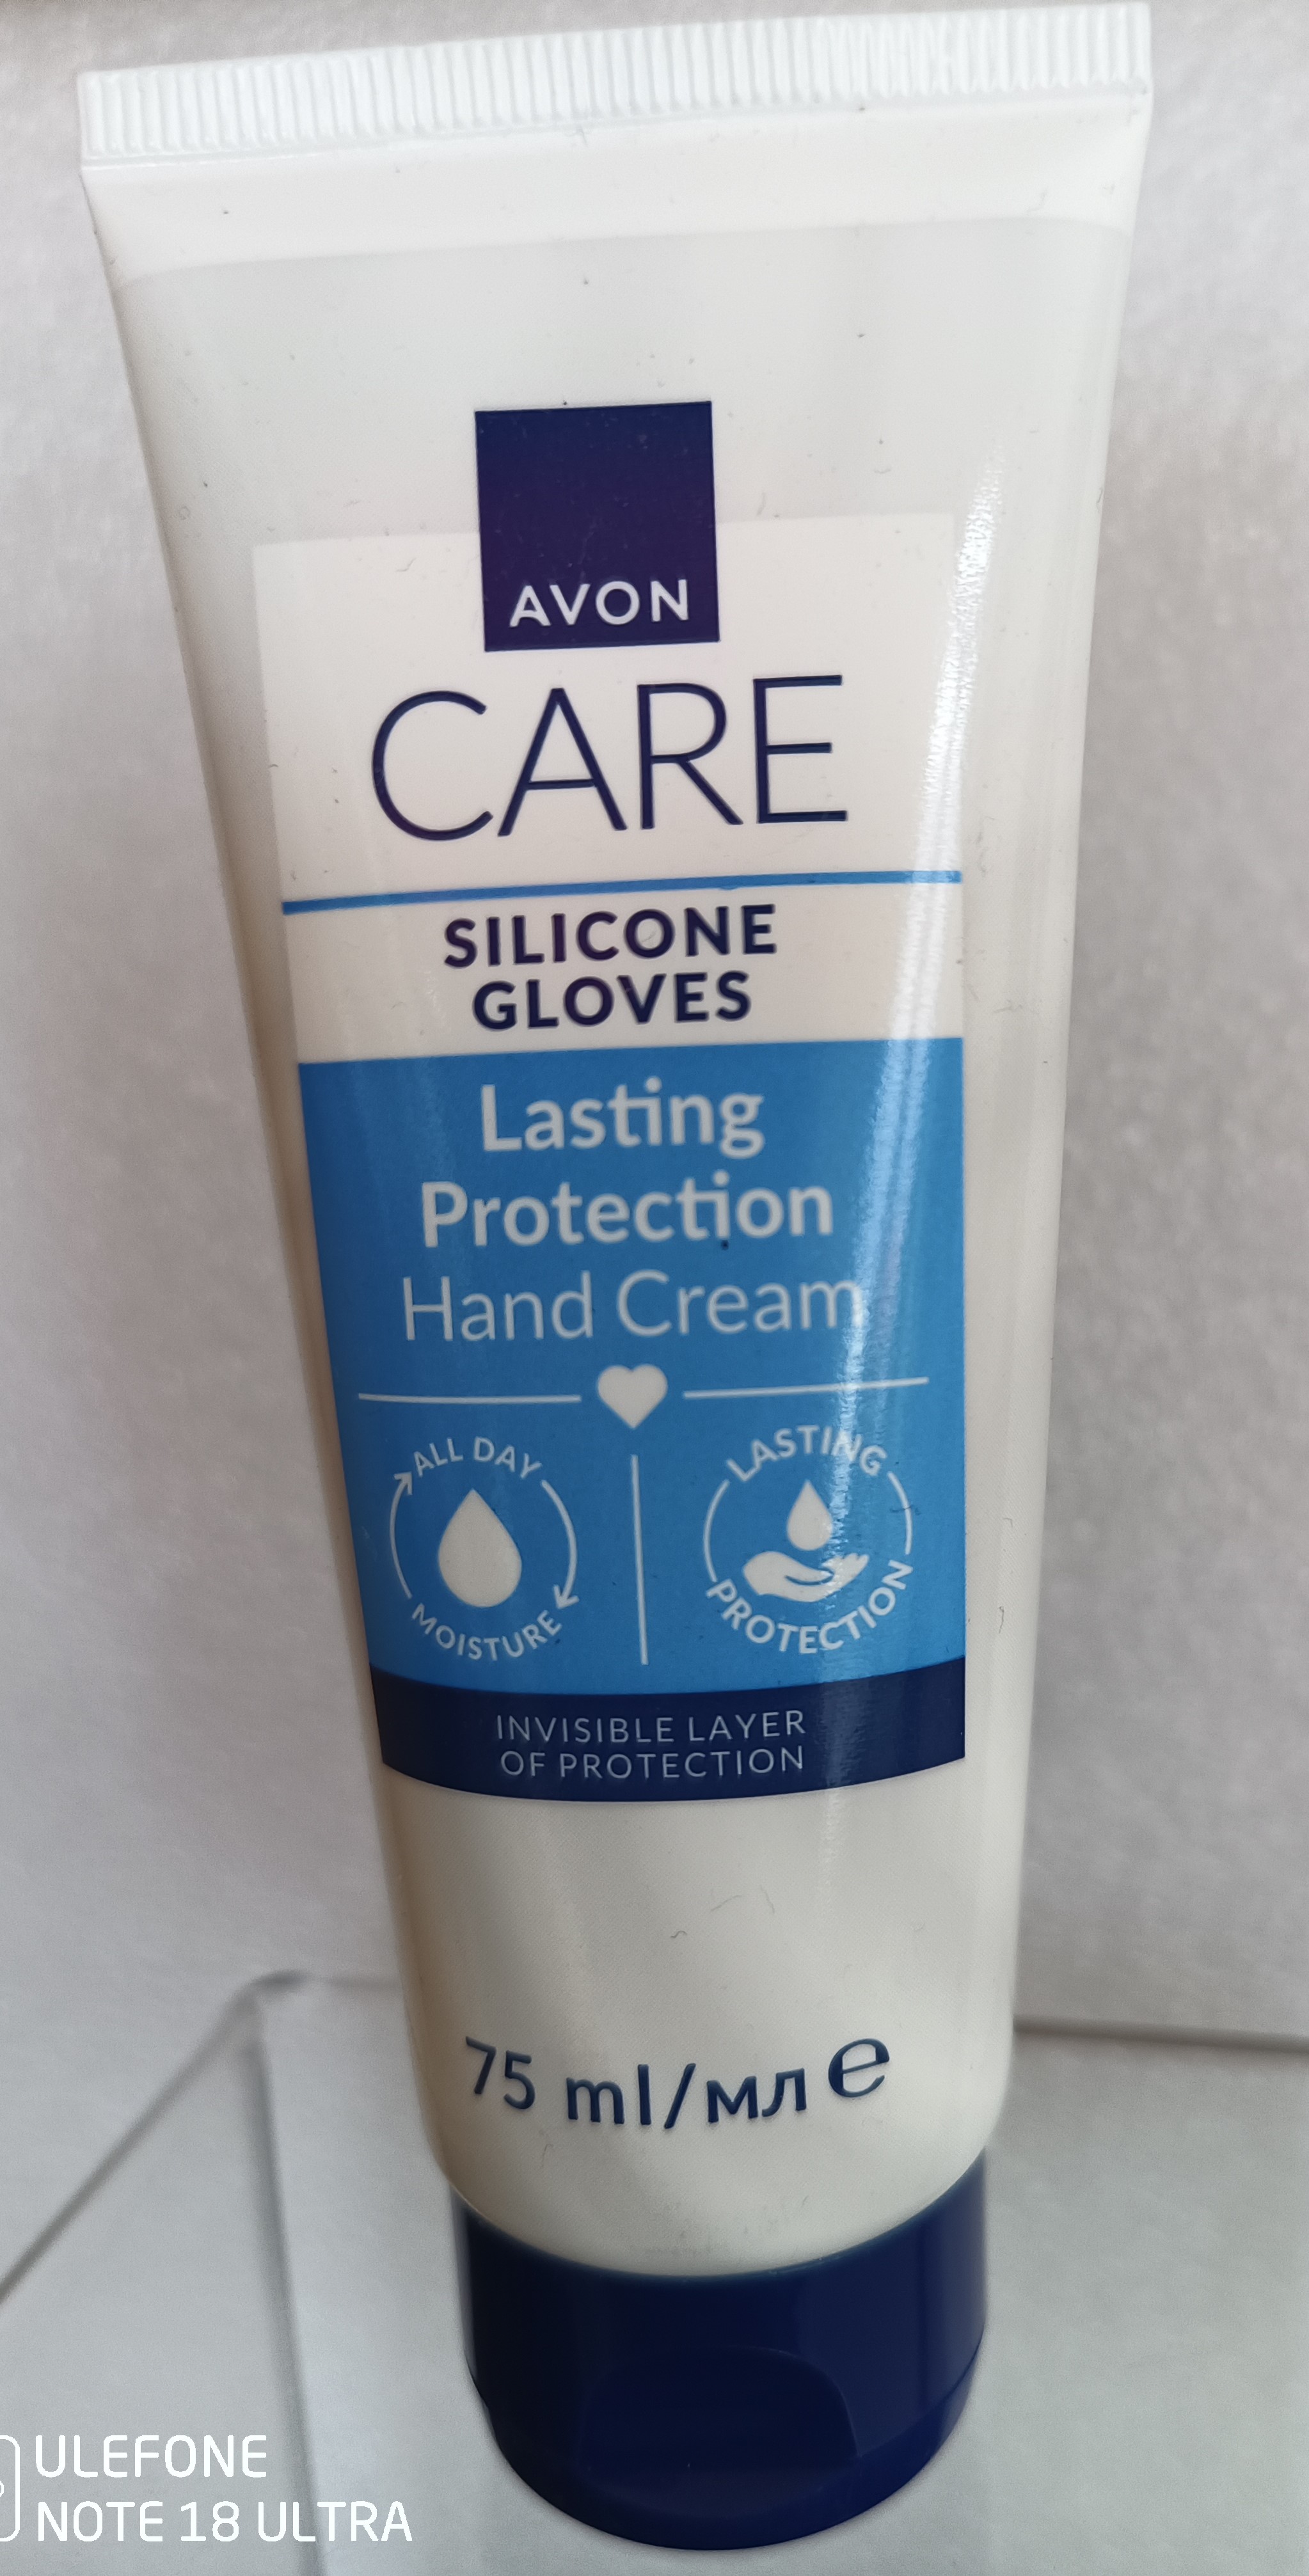 AVON
CARE
SILICONE
GLOVES
Lasting
Protection
Hand Cream
ALL DAY
MOISTURE
LASTING
PROTECTION
INVISIBLE LAYER
OF PROTECTION
75 ml/мл e
ULEFONE
NOTE 18 ULTRA